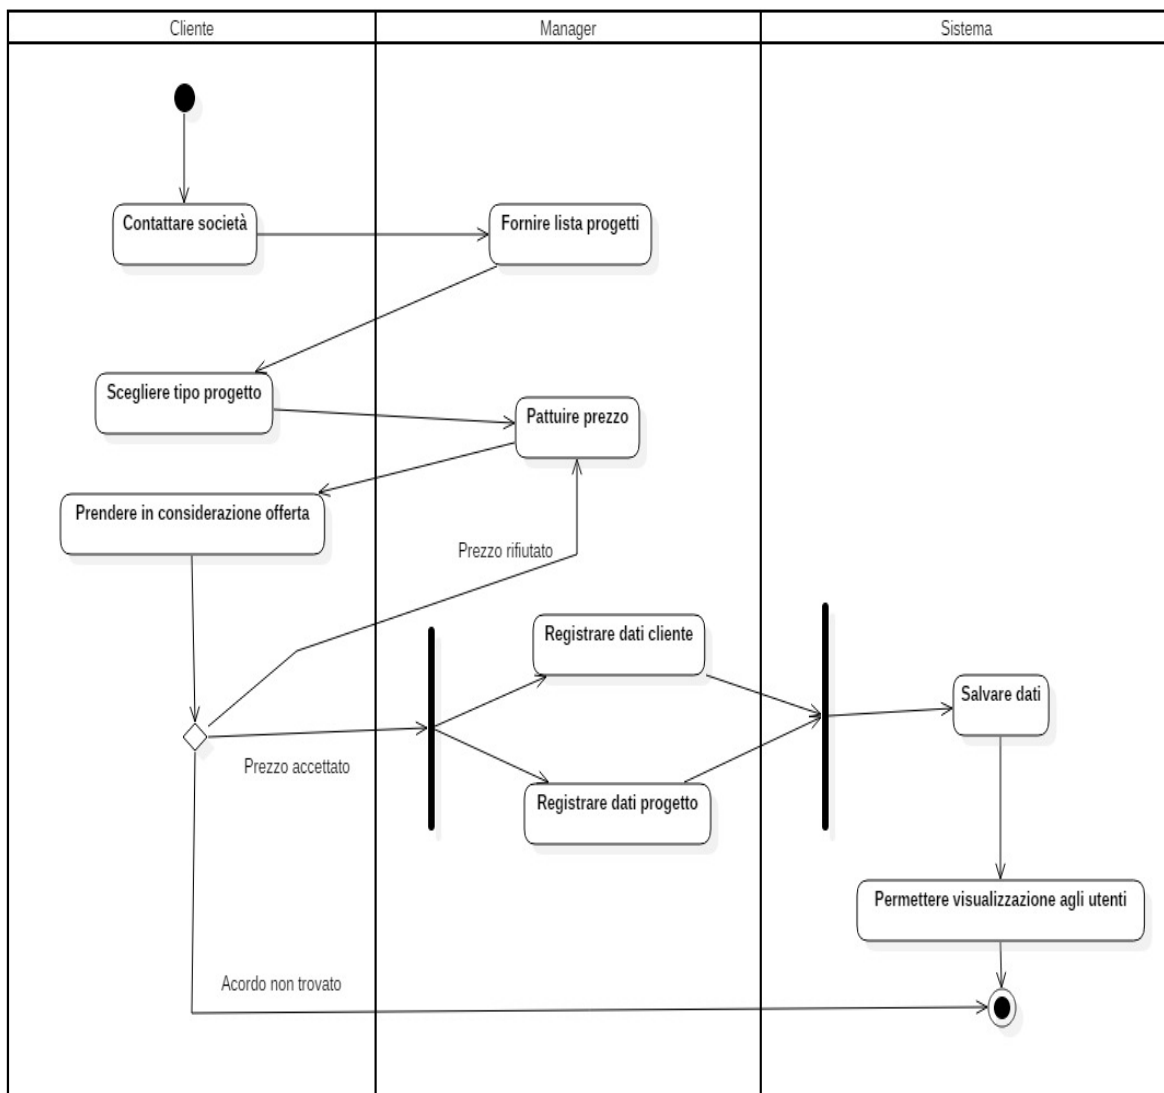 Cliente
Manager
Sistema
Contattare società
Fornire lista progetti
Scegliere tipo progetto
Pattuire prezzo
Prendere in considerazione offerta
Prezzo rifiutato
Registrare dati cliente
Salvare dati
Prezzo accettato
Registrare dati progetto
Permettere visualizzazione agli utenti
Acordo non trovato